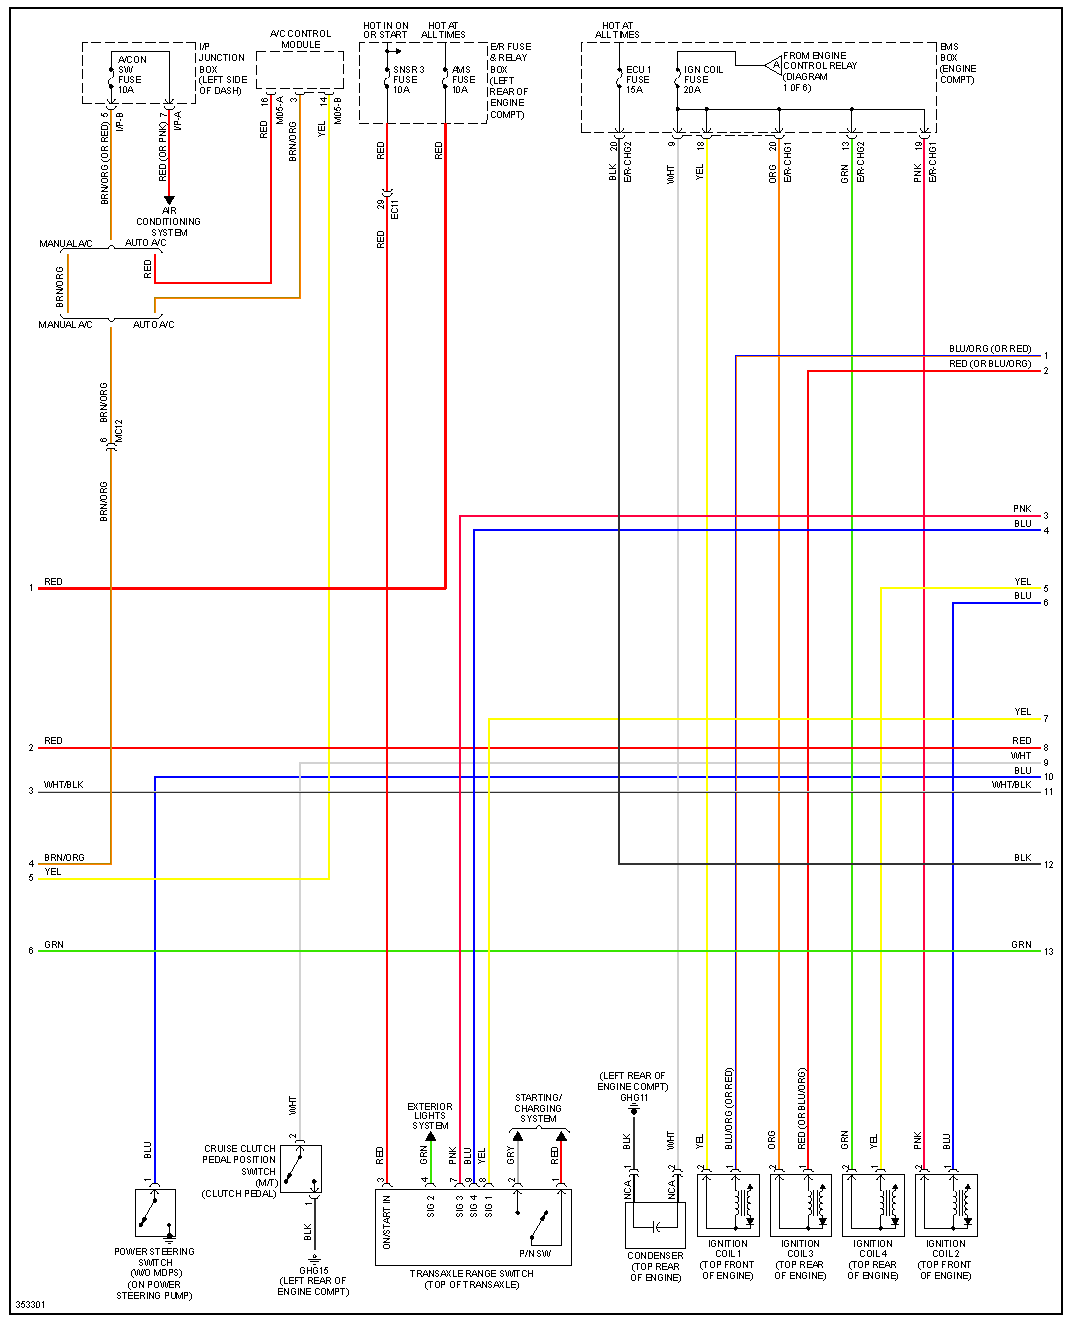 HOT IN ON
OR START
HOT AT
ALL TIMES
HOT AT
ALL TIMES
A/C CONTROL
MODULE
I/P
JUNCTION
BOX
(LEFT SIDE
OF DASH)
A/CON
SW
FUSE
10A
SNSR 3
FUSE
10A
AMS
FUSE
10A
E/R FUSE
& RELAY
BOX
(LEFT
REAR OF
ENGINE
COMPT)
ECU 1
FUSE
15A
IGN COIL
FUSE
20A
A
FROM ENGINE
CONTROL RELAY
(DIAGRAM
1 OF 6)
EMS
BOX
(ENGINE
COMPT)
5
I/P-B
7
I/P-A
16
M05-A
3
14
M05-B
20
E/R-CHG2
9
18
20
E/R-CHG1
13
E/R-CHG2
19
E/R-CHG1
BRN/ORG (OR RED)
RED (OR PNK)
RED
BRN/ORG
YEL
RED
RED
BLK
WHT
YEL
ORG
GRN
PNK
AIR
CONDITIONING
SYSTEM
29
EC11
RED
MANUAL A/C
AUTO A/C
BRN/ORG
RED
MANUAL A/C
AUTO A/C
BRN/ORG
6
MC12
BRN/ORG
BLU/ORG (OR RED) 1
RED (OR BLU/ORG) 2
PNK 3
BLU 4
1 RED
YEL 5
BLU 6
YEL 7
2 RED
RED 8
WHT 9
BLU 10
3 WHT/BLK
WHT/BLK 11
4 BRN/ORG
BLK 12
5 YEL
6 GRN
GRN 13
BLU
1
POWER STEERING
SWITCH
(W/O MDPS)
(ON POWER
STEERING PUMP)
WHT
2
CRUISE CLUTCH
PEDAL POSITION
SWITCH
(M/T)
(CLUTCH PEDAL)
1
BLK
GHG15
(LEFT REAR OF
ENGINE COMPT)
EXTERIOR
LIGHTS
SYSTEM
STARTING/
CHARGING
SYSTEM
RED
GRN
PNK
BLU
YEL
GRY
RED
3
4
7
9
8
2
1
ON/START IN
SIG 2
SIG 3
SIG 4
SIG 1
P/N SW
TRANSAXLE RANGE SWITCH
(TOP OF TRANSAXLE)
(LEFT REAR OF
ENGINE COMPT)
GHG11
BLK
WHT
1
2
NCA
NCA
CONDENSER
(TOP REAR
OF ENGINE)
YEL
BLU/ORG (OR RED)
2
1
IGNITION
COIL 1
(TOP FRONT
OF ENGINE)
ORG
RED (OR BLU/ORG)
2
1
IGNITION
COIL 3
(TOP REAR
OF ENGINE)
GRN
YEL
2
1
IGNITION
COIL 4
(TOP REAR
OF ENGINE)
PNK
BLU
2
1
IGNITION
COIL 2
(TOP FRONT
OF ENGINE)
353301